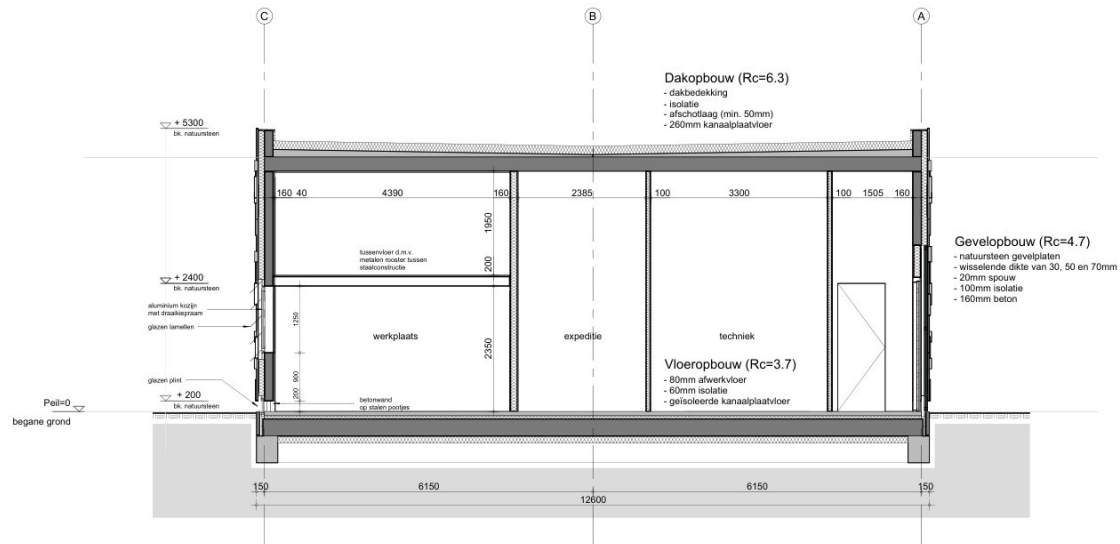 C
B
A
Dakopbouw (Rc=6.3)
- dakbedekking
- isolatie
- afschotlaag (min. 50mm)
- 260mm kanaalplaatvloer
+ 5300
bk. natuursteen
160 40 4390 160 2385 100 3300 100 1505 160
1950
tussenvloer d.m.v.
metalen rooster tussen
staalconstructie
200
Gevelopbouw (Rc=4.7)
- natuursteen gevelplaten
- wisselende dikte van 30, 50 en 70mm
- 20mm spouw
- 100mm isolatie
- 160mm beton
+ 2400
bk. natuursteen
aluminium kozijn
met draaikiepraam
glazen lamellen
1250
2350
werkplaats
expeditie
techniek
Vloeropbouw (Rc=3.7)
- 80mm afwerkvloer
- 60mm isolatie
- geïsoleerde kanaalplaatvloer
glazen plint
900
200
betonwand
op stalen pootjes
+ 200
bk. natuursteen
Peil=0
begane grond
150 6150 6150 150
12600